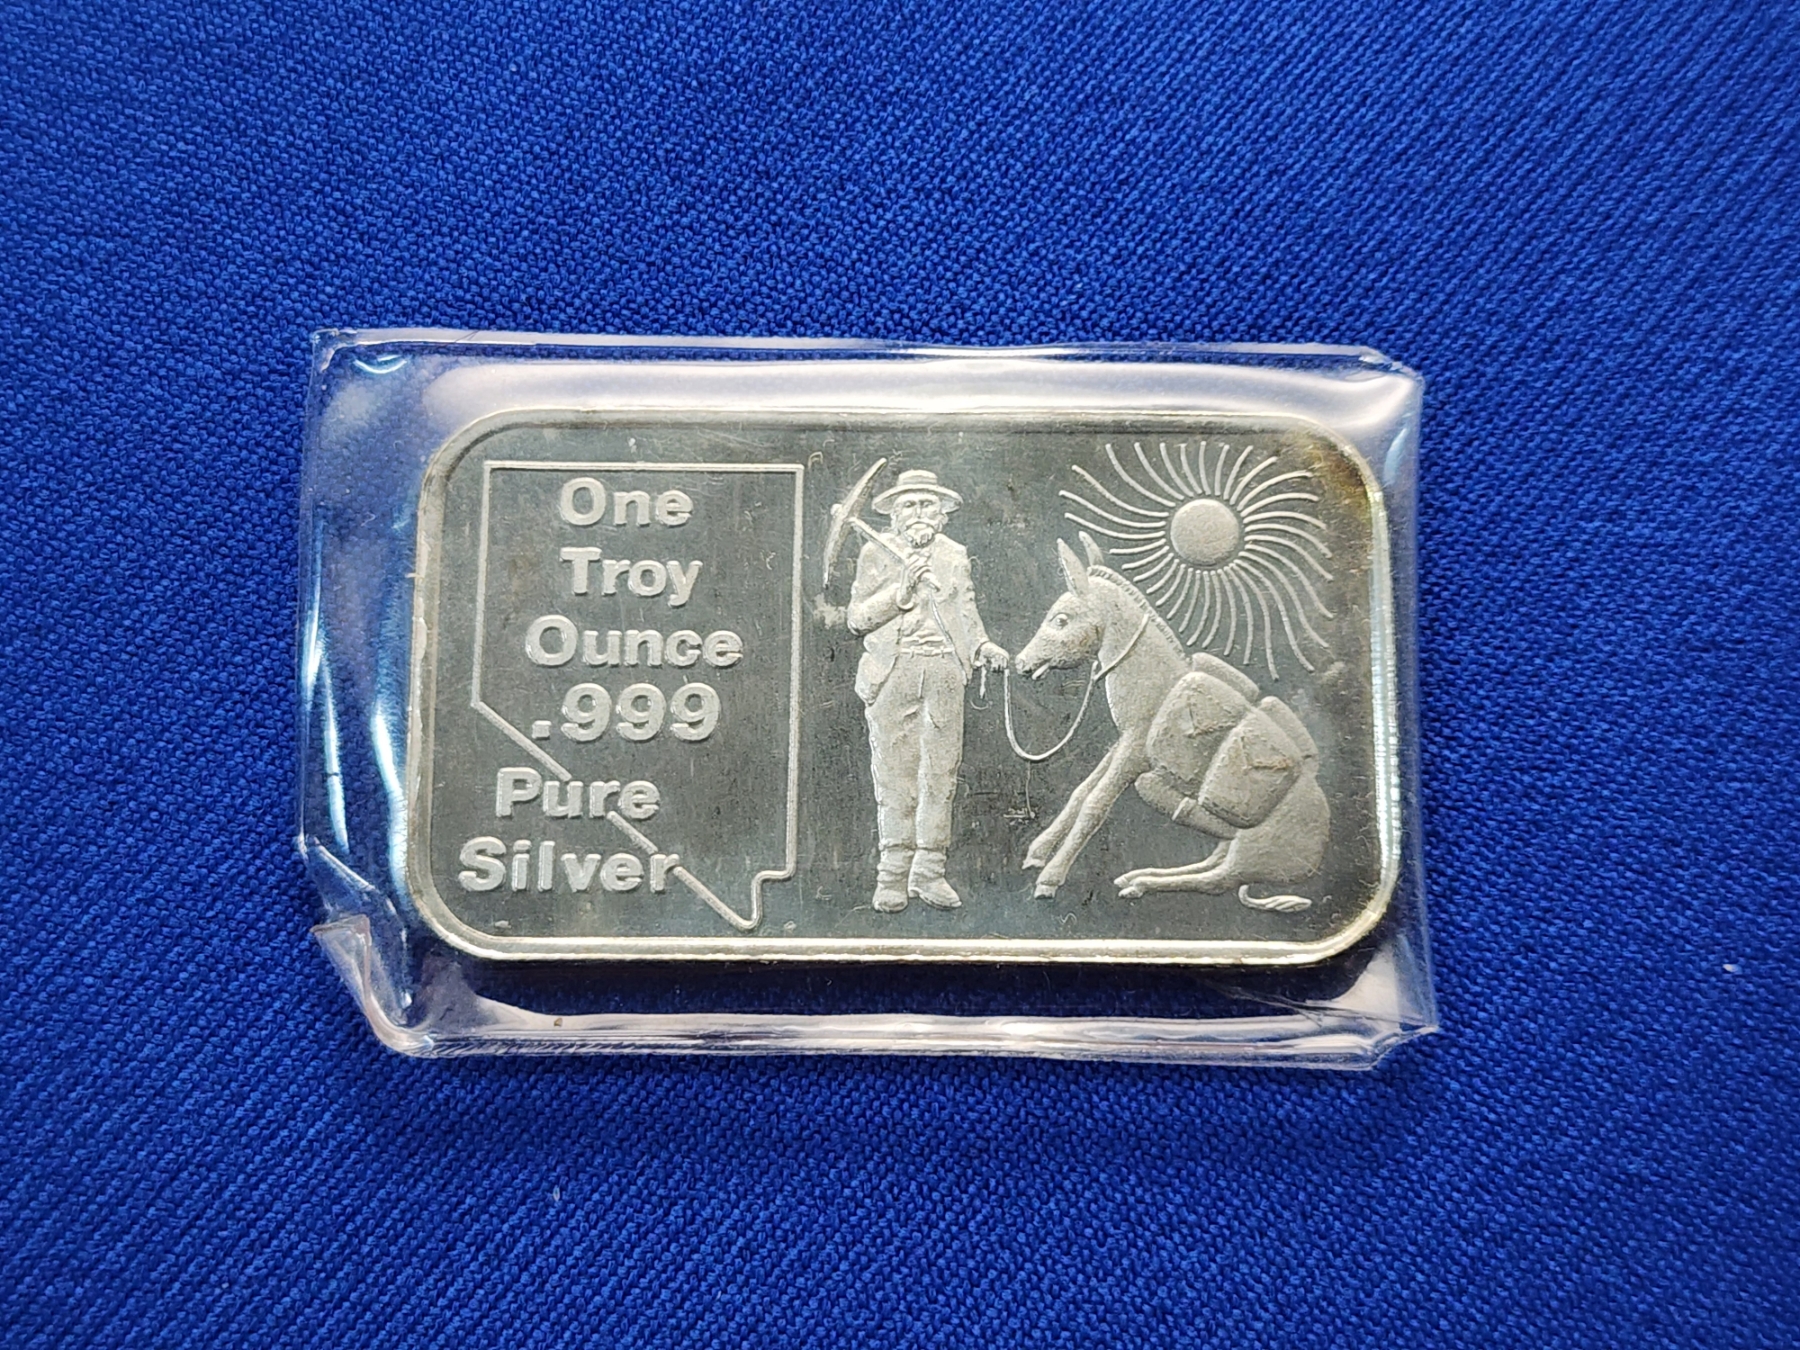 One
Troy
Ounce
.999
Pure
Silver